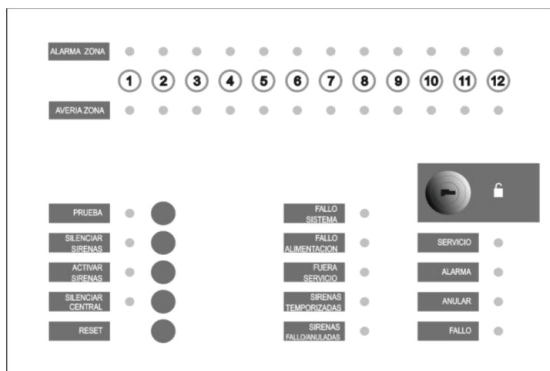 ALARMA ZONA
1 2 3 4 5 6 7 8 9 10 11 12
AVERIA ZONA
PRUEBA
SILENCIAR
SIRENAS
ACTIVAR
SIRENAS
SILENCIAR
CENTRAL
RESET
FALLO
SISTEMA
FALLO
ALIMENTACION
FUERA
SERVICIO
SIRENAS
TEMPORIZADAS
SIRENAS
FALLO/ANULADAS
SERVICIO
ALARMA
ANULAR
FALLO